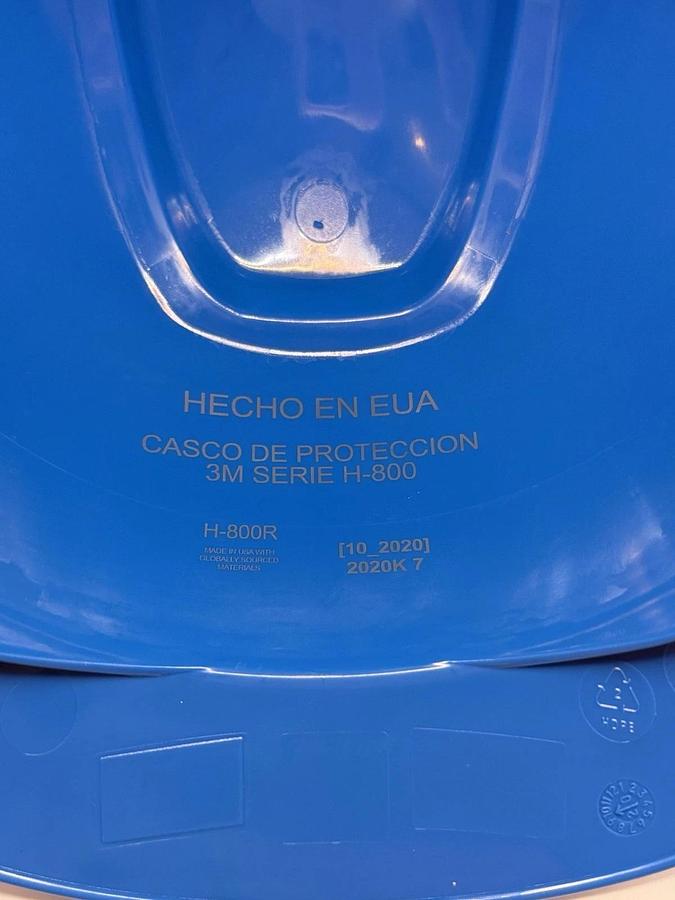 HECHO EN EUA
CASCO DE PROTECCION
3M SERIE H-800
H-800R
MADE IN USA WITH
GLOBALLY SOURCED
MATERIALS
[10_2020]
2020K 7
2
HDPE